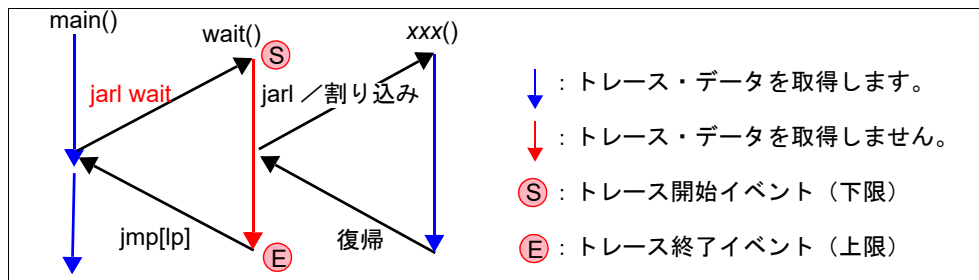 main()
wait()
xxx()
S
jarl wait
jarl ／割り込み
jmp[lp]
復帰
E
: トレース・データを取得します。
: トレース・データを取得しません。
S : トレース開始イベント（下限）
E : トレース終了イベント（上限）